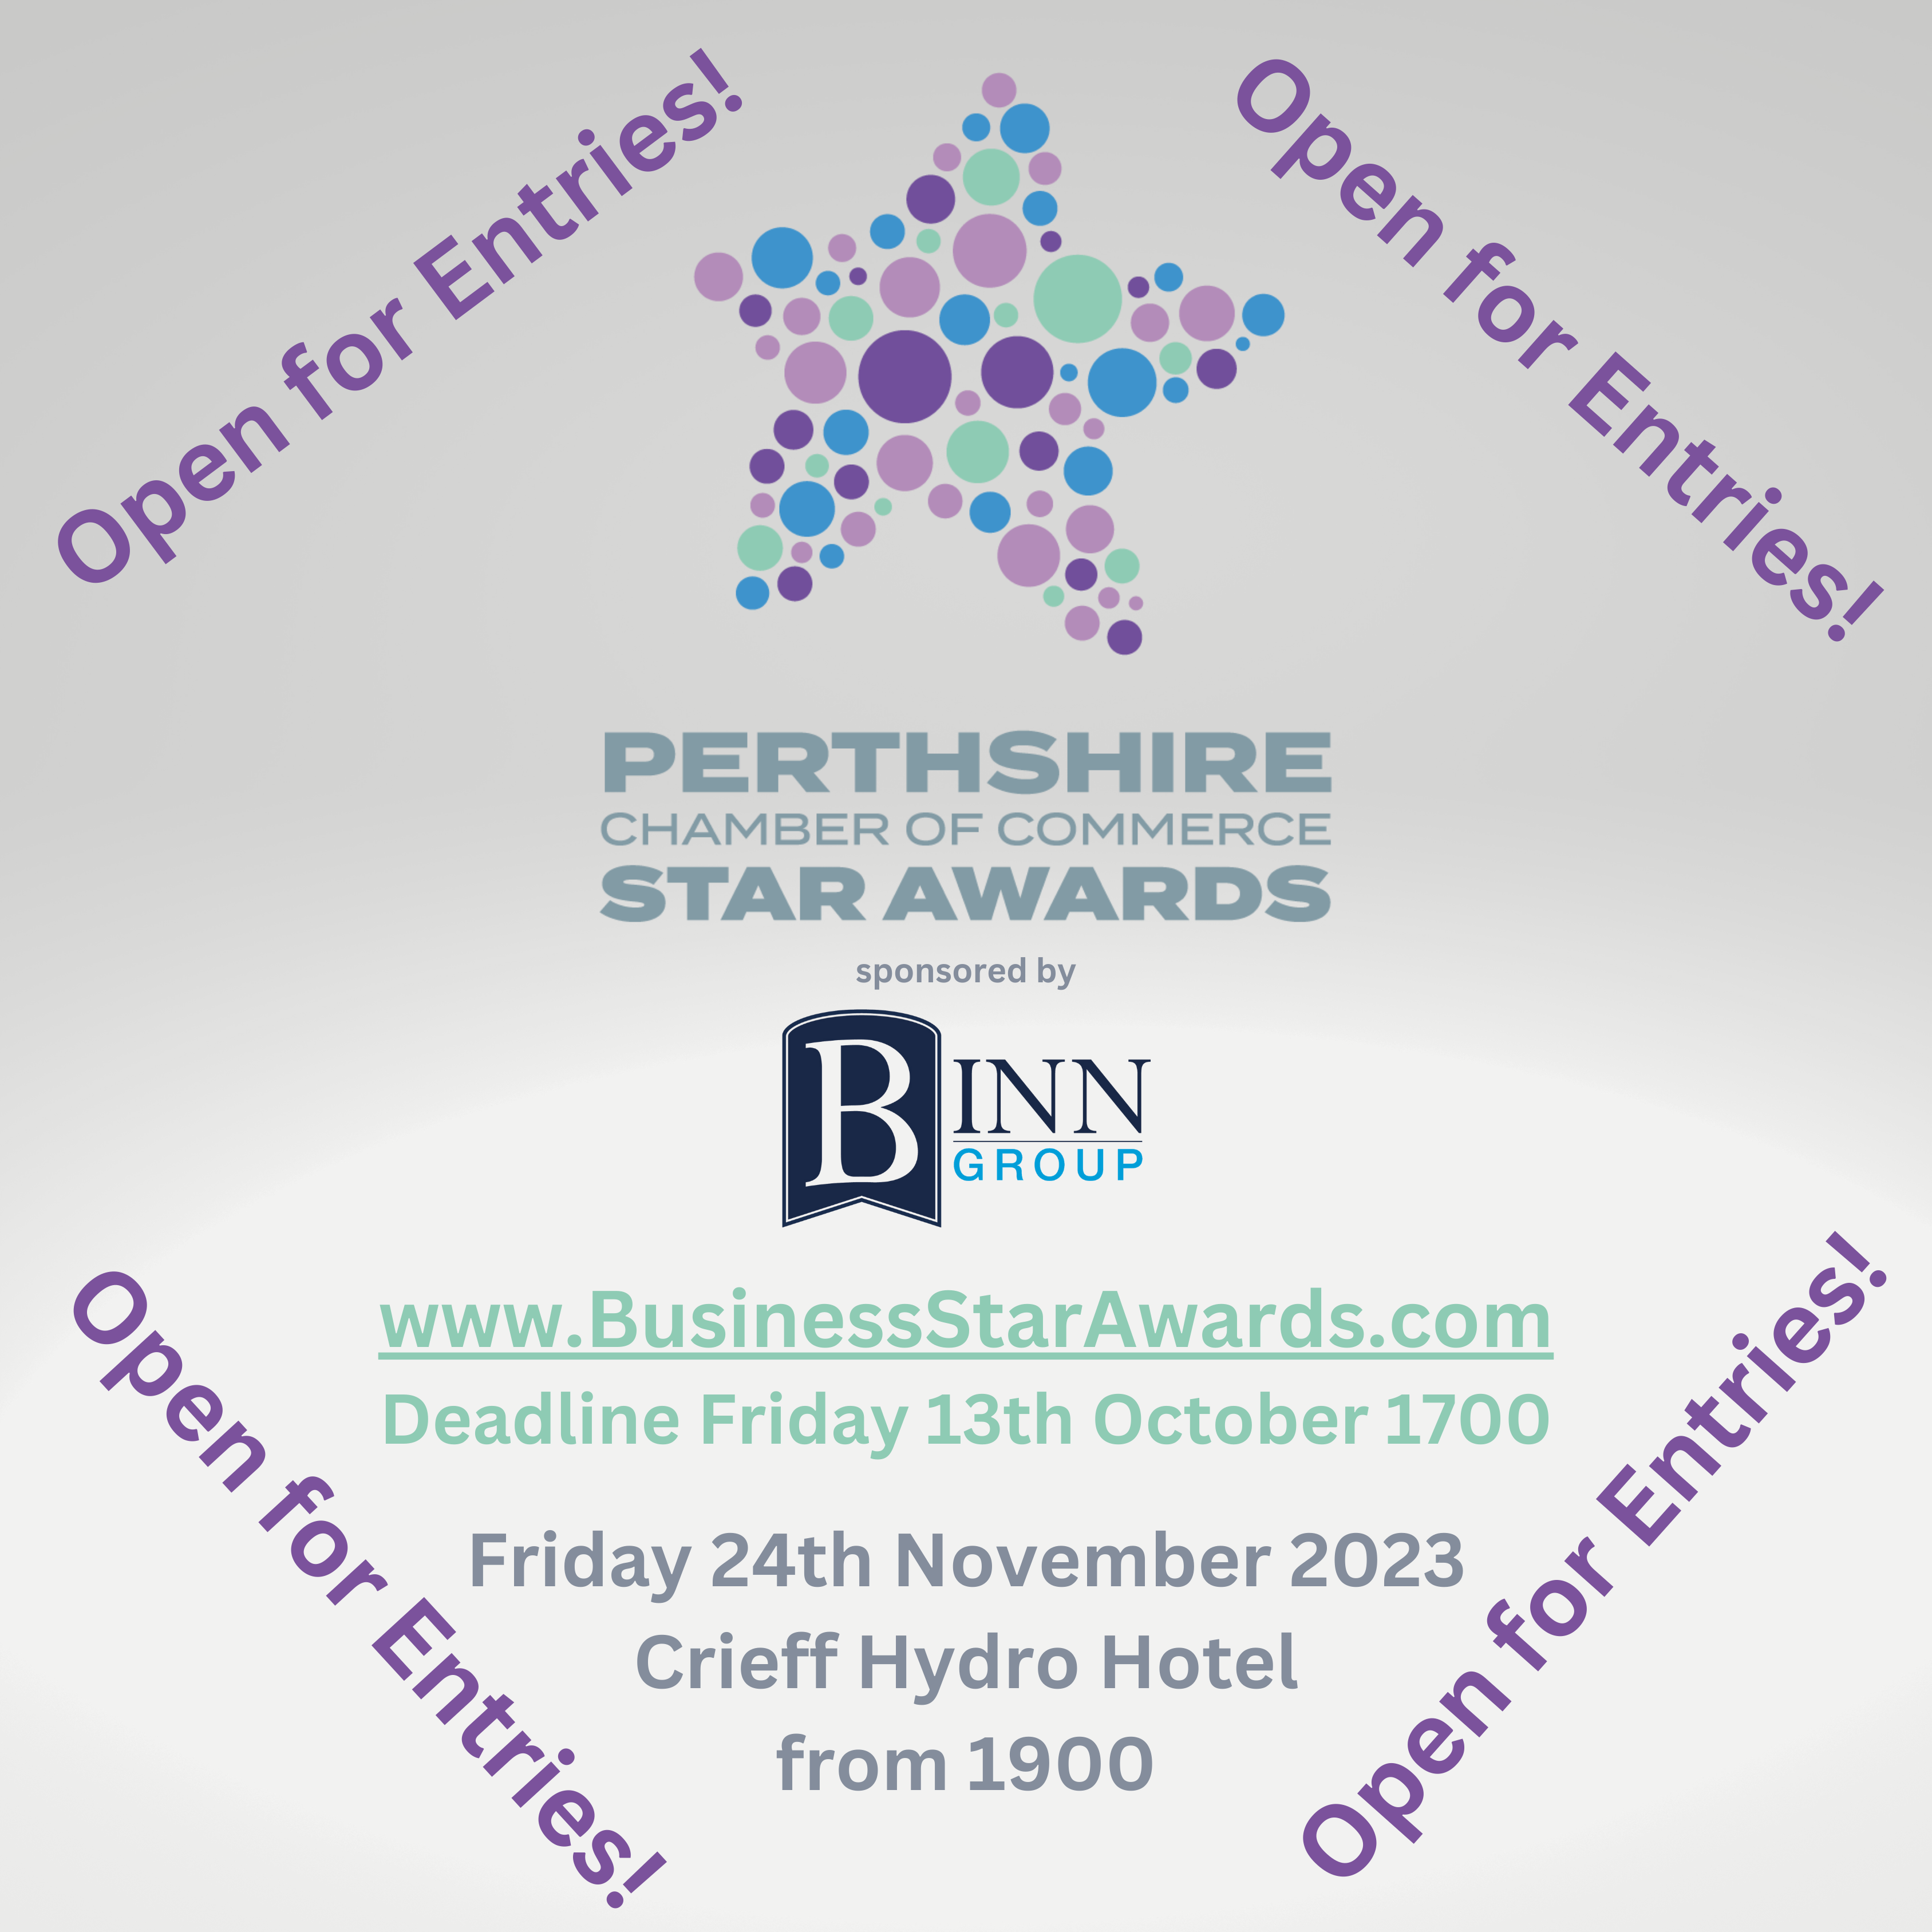 Open for Entries!
Open for Entries!
PERTHSHIRE
CHAMBER OF COMMERCE
STAR AWARDS
sponsored by
BINN
GROUP
www.BusinessStarAwards.com
Deadline Friday 13th October 1700
Friday 24th November 2023
Crieff Hydro Hotel
from 1900
Open for Entries!
Open for Entries!